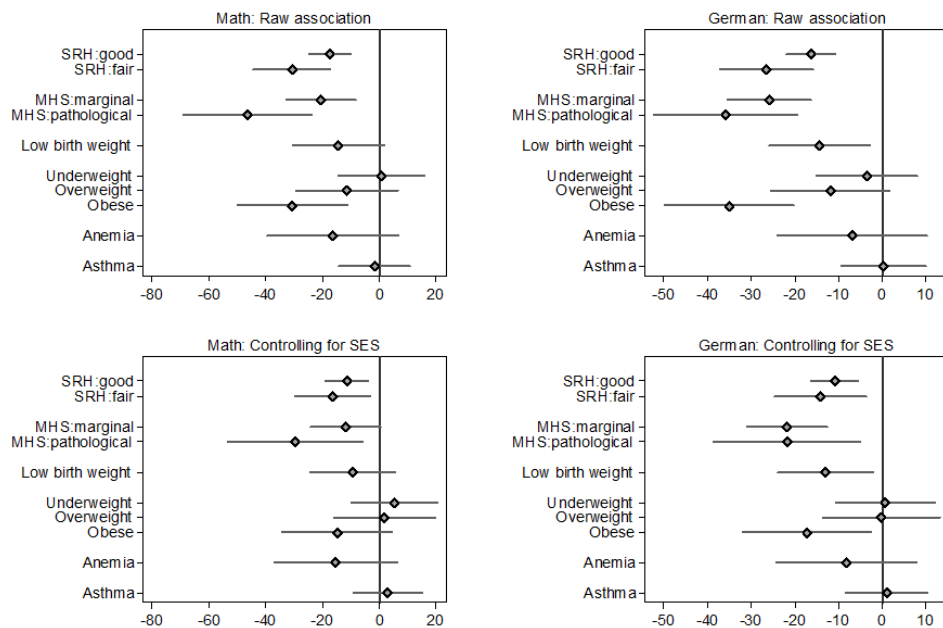 Math: Raw association
SRH:good
SRH:fair
MHS:marginal
MHS:pathological
Low birth weight
Underweight
Overweight
Obese
Anemia
Asthma
-80 -60 -40 -20 0 20
German: Raw association
SRH:good
SRH:fair
MHS:marginal
MHS:pathological
Low birth weight
Underweight
Overweight
Obese
Anemia
Asthma
-50 -40 -30 -20 -10 0 10
Math: Controlling for SES
SRH:good
SRH:fair
MHS:marginal
MHS:pathological
Low birth weight
Underweight
Overweight
Obese
Anemia
Asthma
-80 -60 -40 -20 0 20
German: Controlling for SES
SRH:good
SRH:fair
MHS:marginal
MHS:pathological
Low birth weight
Underweight
Overweight
Obese
Anemia
Asthma
-50 -40 -30 -20 -10 0 10